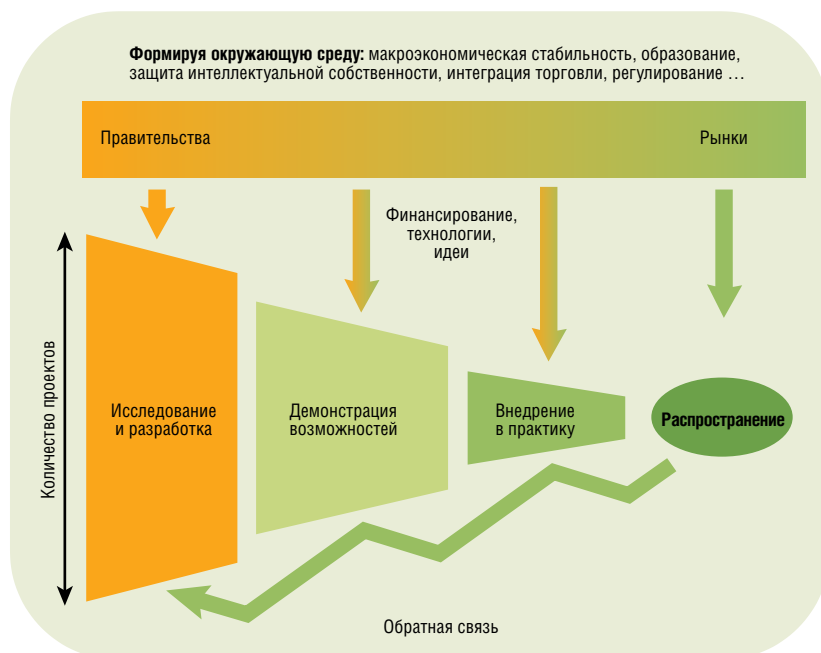 Формируя окружающую среду: макроэкономическая стабильность, образование,
защита интеллектуальной собственности, интеграция торговли, регулирование ...
Правительства
Рынки
Финансирование,
технологии,
идеи
Количество проектов
Исследование
и разработка
Демонстрация
возможностей
Внедрение
в практику
Распространение
Обратная связь